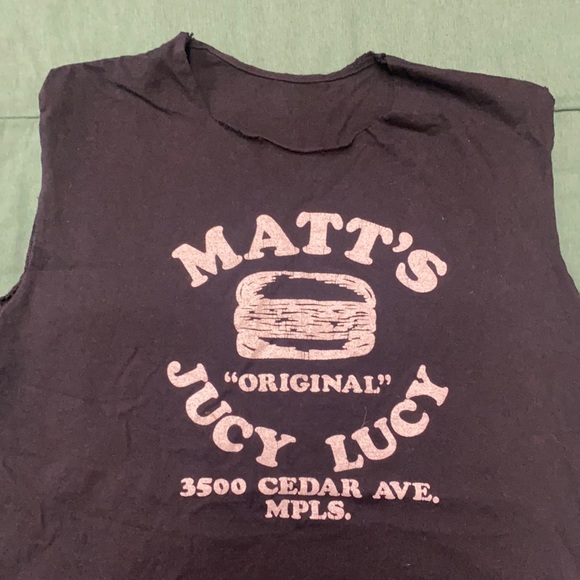 MATT'S
"ORIGINAL"
JUCY LUCY
3500 CEDAR AVE.
MPLS.